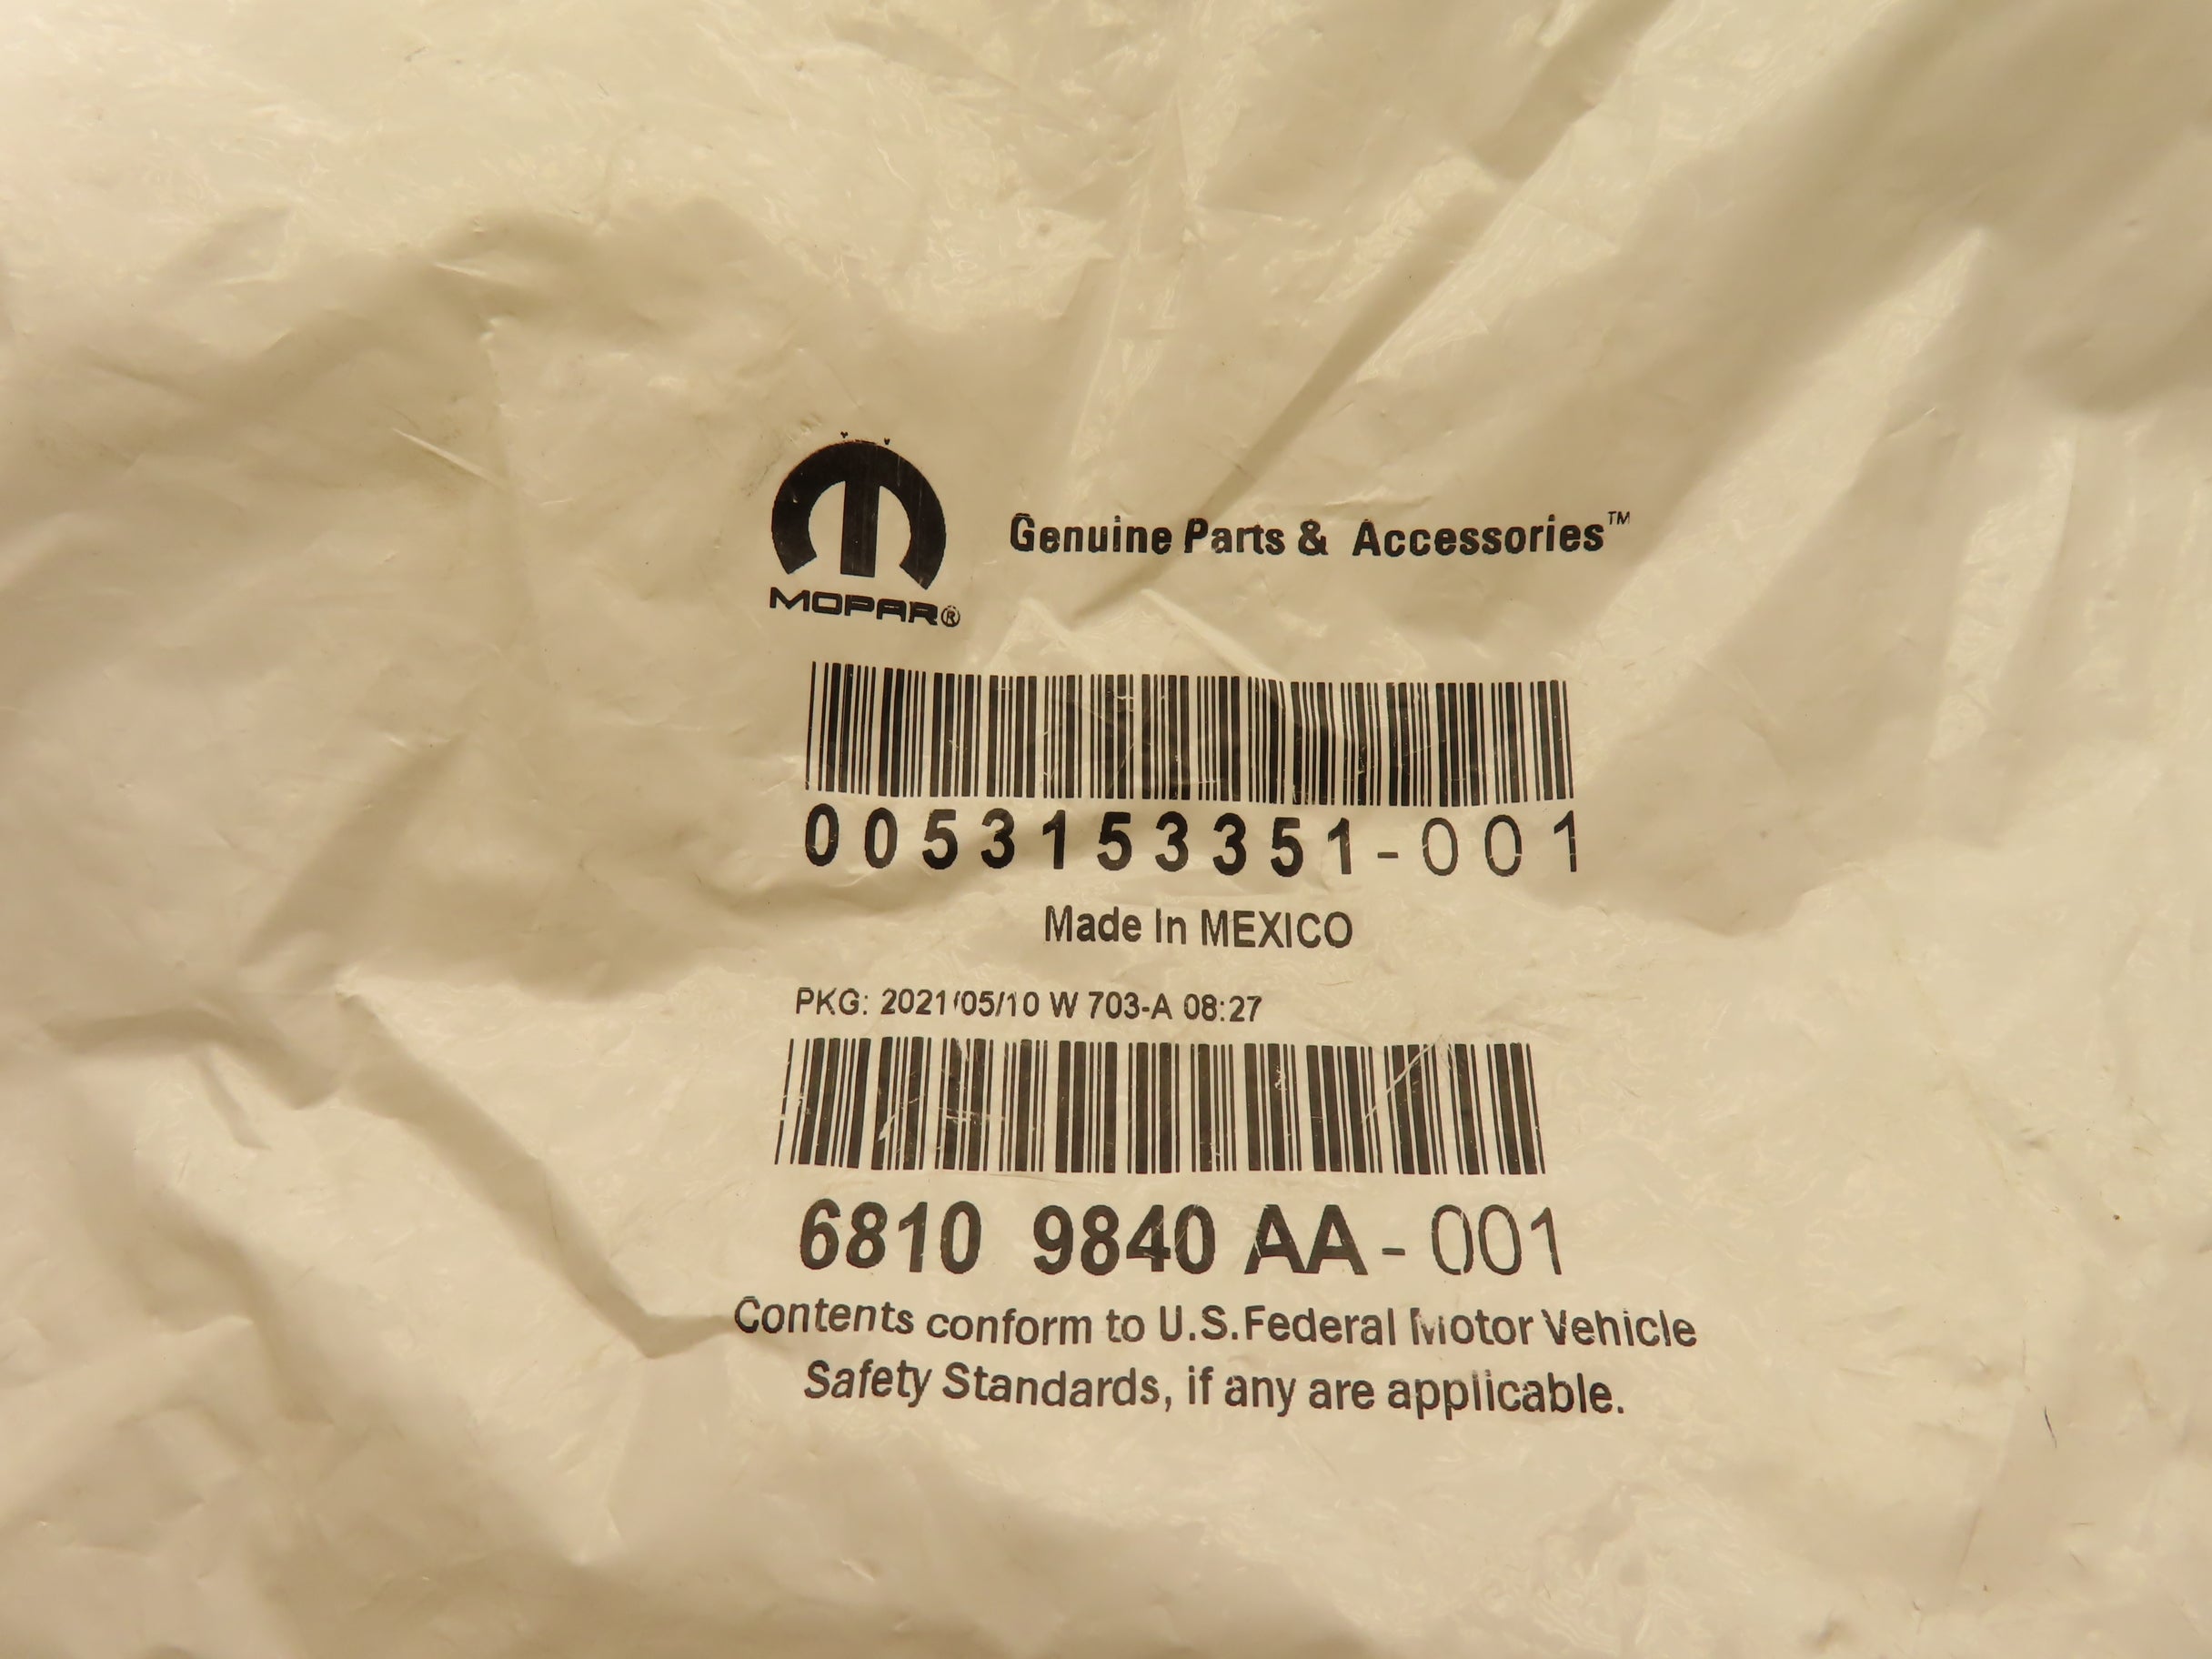 MOPAR®
Genuine Parts & Accessories™
0053153351-001
Made In MEXICO
PKG: 2021/05/10 W 703-A 08:27
6810 9840 AA-001
Contents conform to U.S.Federal Motor Vehicle
Safety Standards, if any are applicable.